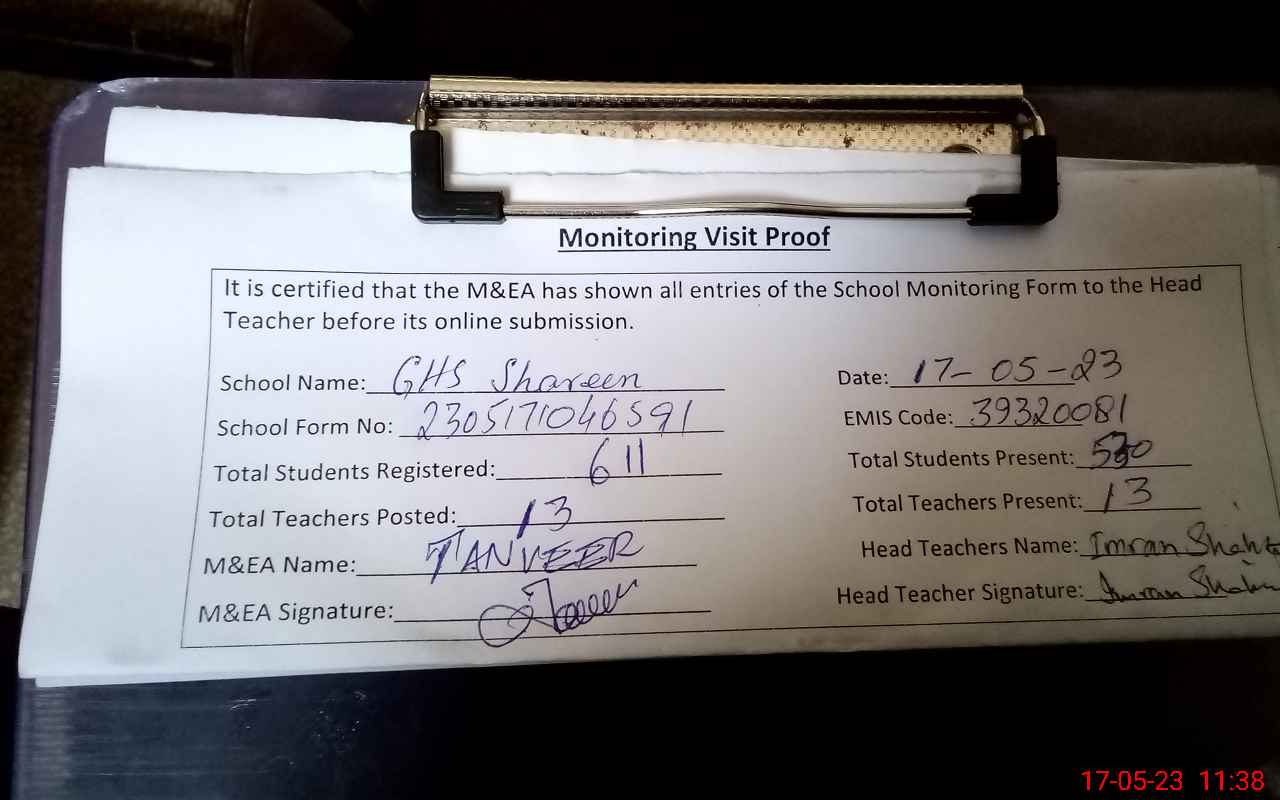 Monitoring Visit Proof
It is certified that the M&EA has shown all entries of the School Monitoring Form to the Head
Teacher before its online submission.
School Name: GHS Shareen Date: 17-05-23
School Form No: 2305171046591 EMIS Code: 39320081
Total Students Registered: 611 Total Students Present:
Total Teachers Posted: 13 Total Teachers Present: 13
M&EA Name: TANVEER Head Teachers Name: Imran
M&EA Signature: Head Teacher Signature: Imran
17-05-23 11:38